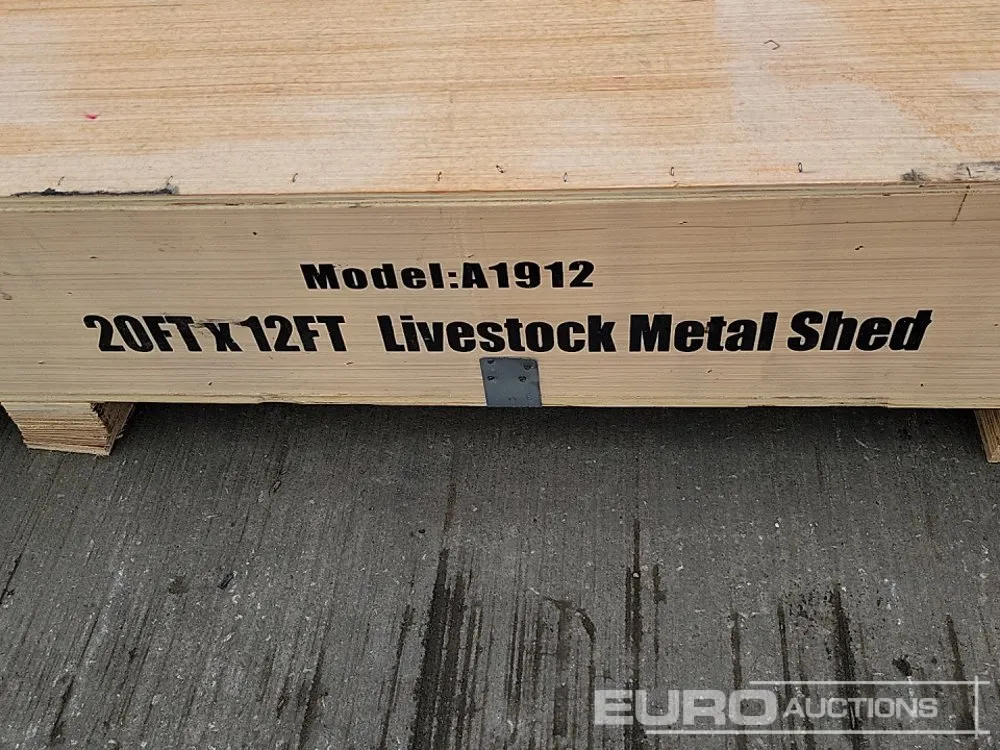 Model:A1912
20FT x 12FT Livestock Metal Shed
EURO AUCTIONS